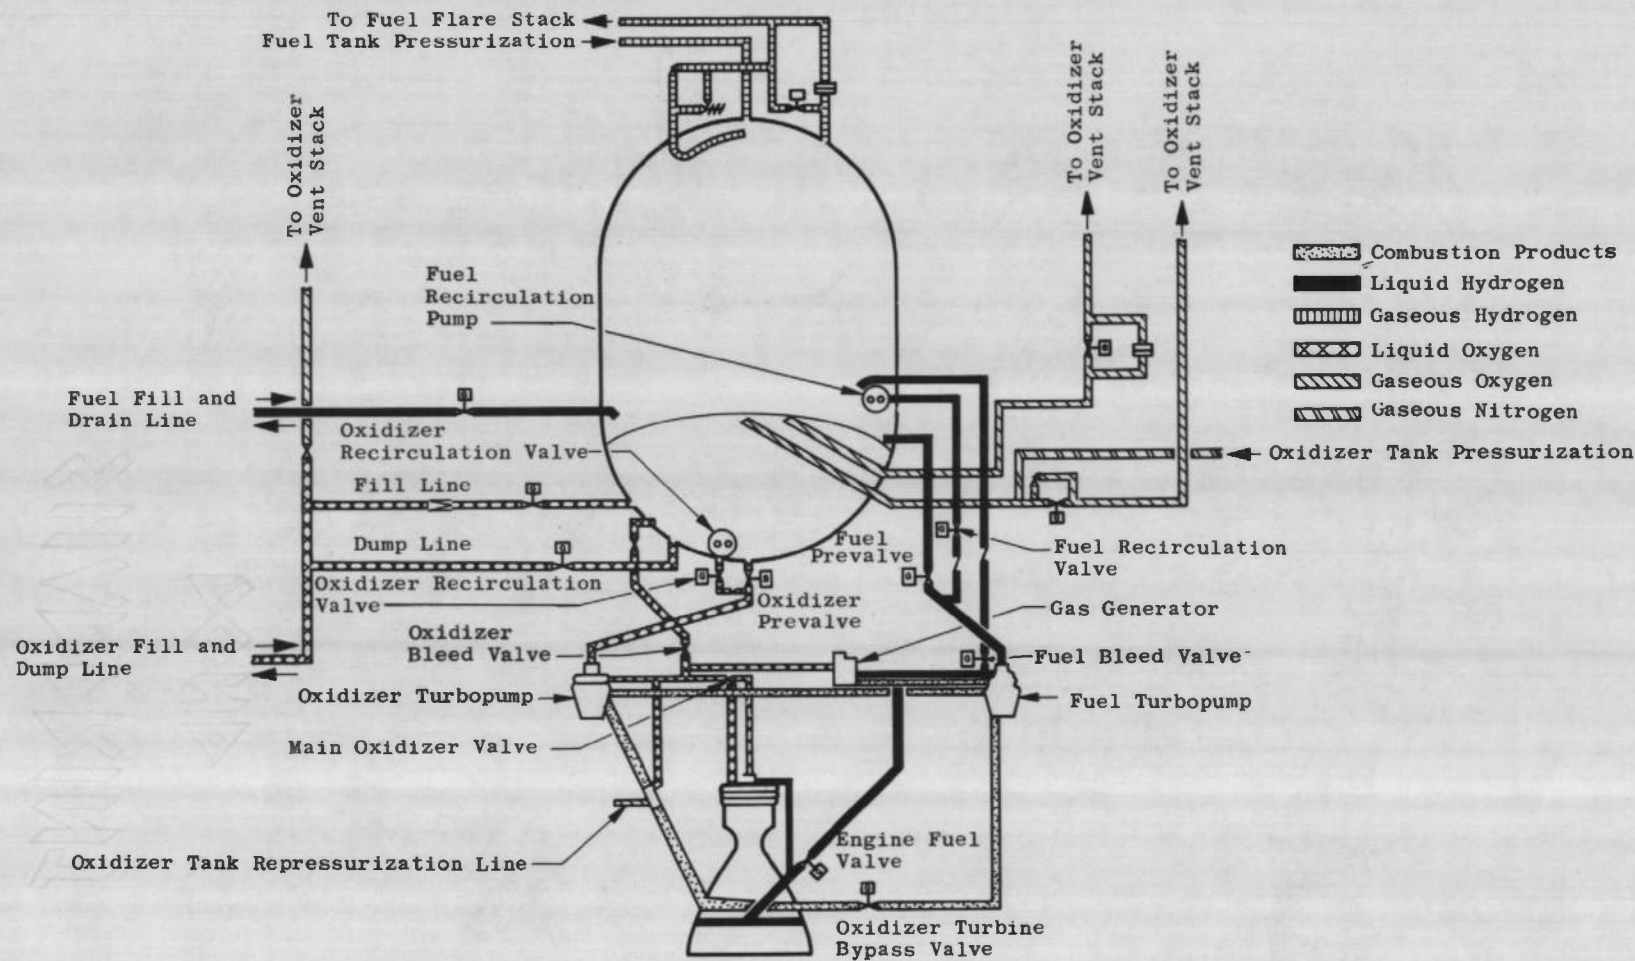 To Fuel Flare Stack
Fuel Tank Pressurization
To Oxidizer
Vent Stack
To Oxidizer
Vent Stack
To Oxidizer
Vent Stack
Combustion Products
Liquid Hydrogen
Gaseous Hydrogen
Liquid Oxygen
Gaseous Oxygen
Gaseous Nitrogen
Fuel
Recirculation
Pump
Fuel Fill and
Drain Line
Oxidizer
Recirculation Valve
Oxidizer Tank Pressurization
Fill Line
Dump Line
Fuel
Prevalve
Fuel Recirculation
Valve
Oxidizer Recirculation
Valve
Oxidizer
Prevalve
Gas Generator
Oxidizer Fill and
Dump Line
Oxidizer
Bleed Valve
Fuel Bleed Valve
Oxidizer Turbopump
Fuel Turbopump
Main Oxidizer Valve
Oxidizer Tank Repressurization Line
Engine Fuel
Valve
Oxidizer Turbine
Bypass Valve